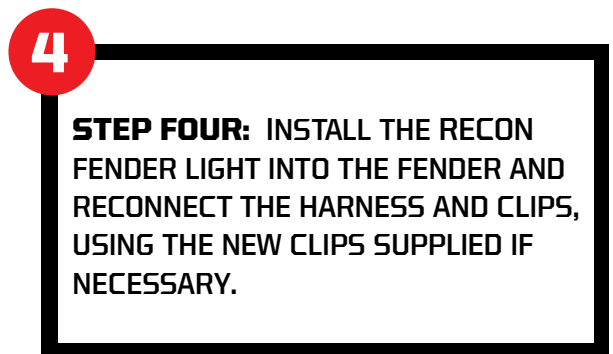 4
STEP FOUR: INSTALL THE RECON
FENDER LIGHT INTO THE FENDER AND
RECONNECT THE HARNESS AND CLIPS,
USING THE NEW CLIPS SUPPLIED IF
NECESSARY.